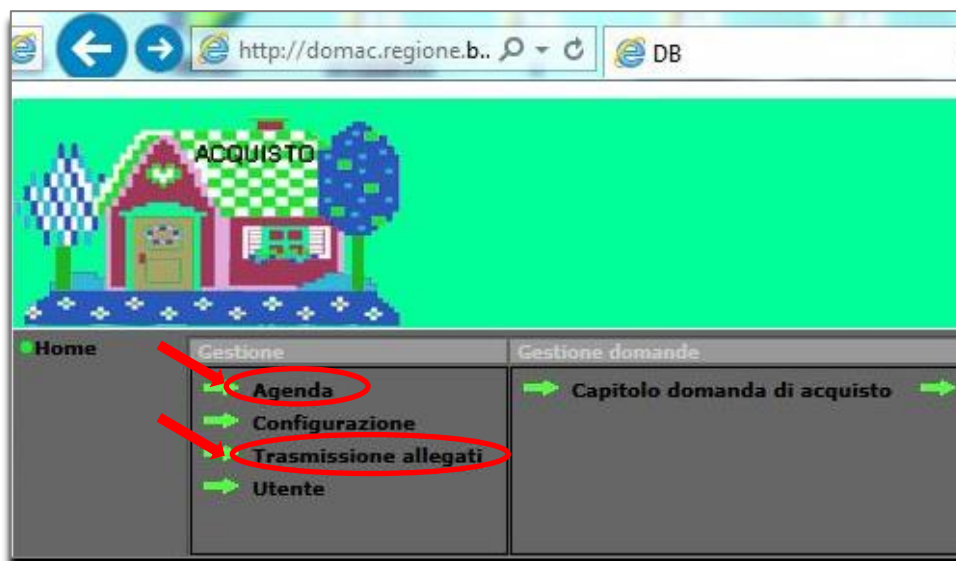 http://domac.regione.b..
DB
ACQUISTO
Home
Gestione
Gestione domande
Agenda
Capitolo domanda di acquisto
Configurazione
Trasmissione allegati
Utente